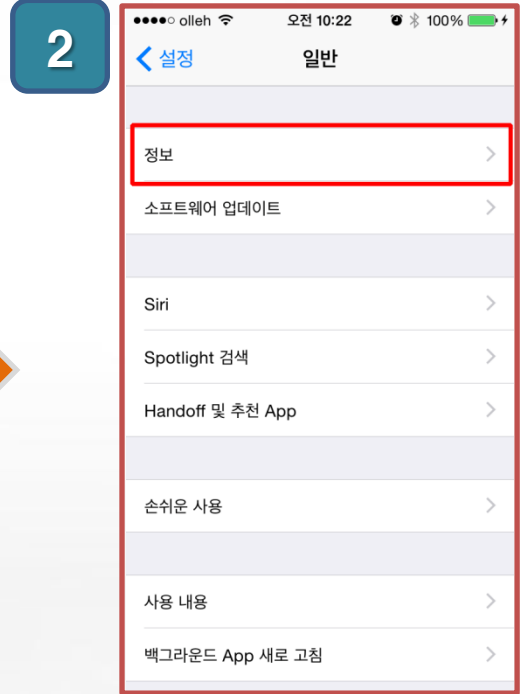 2
olleh 오전 10:22 100%
설정 일반
정보
소프트웨어 업데이트
Siri
Spotlight 검색
Handoff 및 추천 App
손쉬운 사용
사용 내용
백그라운드 App 새로 고침